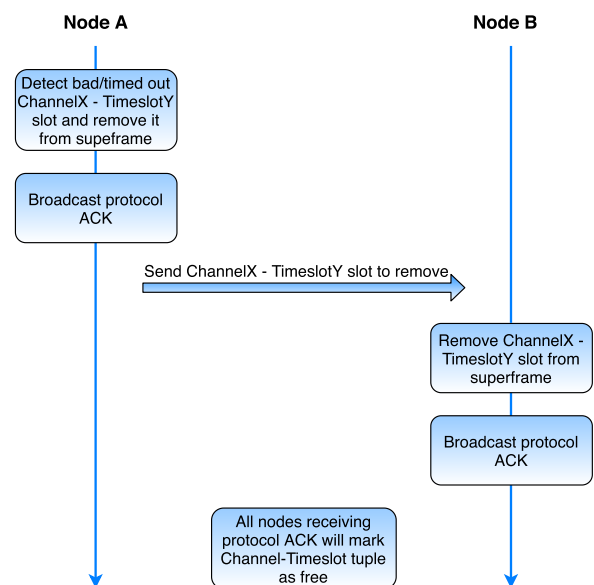 Node A
Node B
Detect bad/timed out
ChannelX - TimeslotY
slot and remove it
from supeframe
Broadcast protocol
ACK
Send ChannelX - TimeslotY slot to remove
Remove ChannelX -
TimeslotY slot from
superframe
Broadcast protocol
ACK
All nodes receiving
protocol ACK will mark
Channel-Timeslot tuple
as free